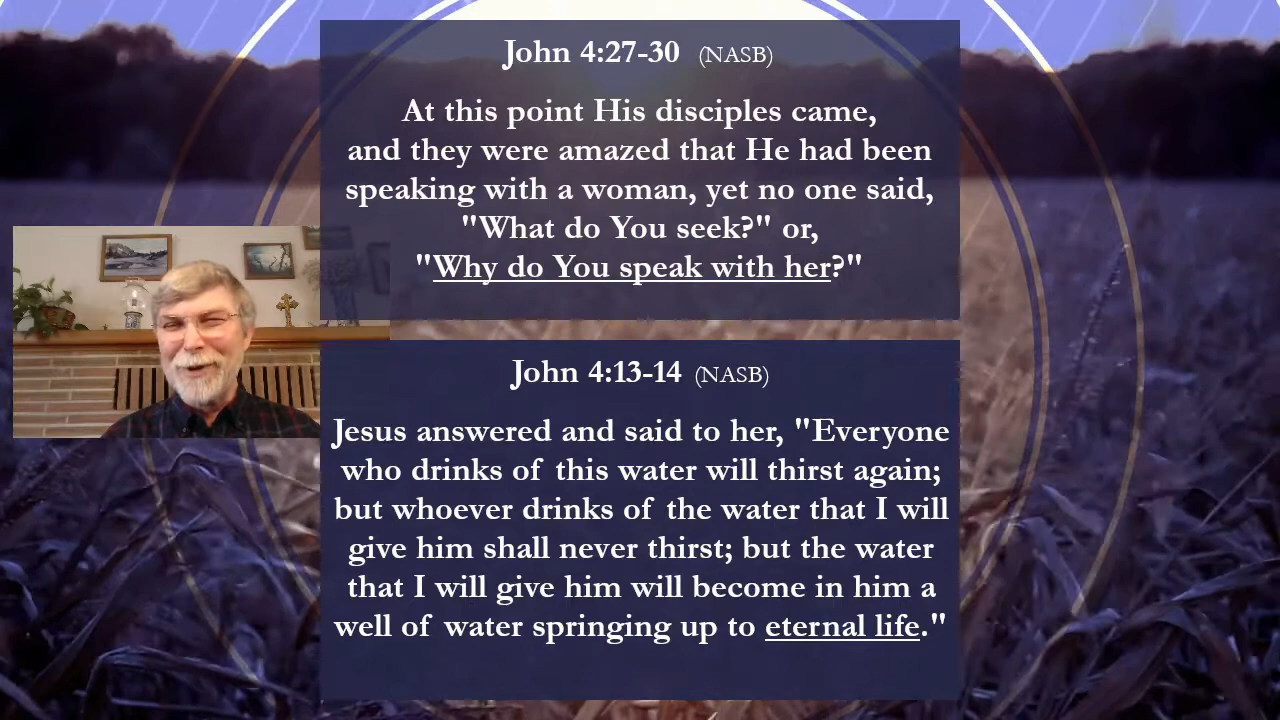 John 4:27-30 (NASB)
At this point His disciples came,
and they were amazed that He had been
speaking with a woman, yet no one said,
"What do You seek?" or,
"Why do You speak with her?"
John 4:13-14 (NASB)
Jesus answered and said to her, "Everyone
who drinks of this water will thirst again;
but whoever drinks of the water that I will
give him shall never thirst; but the water
that I will give him will become in him a
well of water springing up to eternal life."